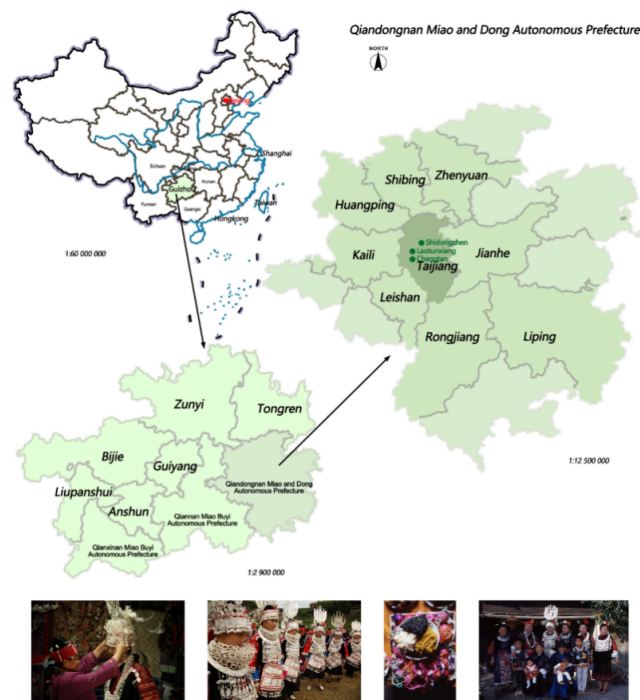 Qiandongnan Miao and Dong Autonomous Prefecture
NORTH
Beijing
Shanghai
Sichuan
Guizhou
Hunan
Yunnan
Guangxi
Taiwan
Hongkong
1:60 000 000
Shibing
Zhenyuan
Huangping
Kaili
Shidongzhen
Laotunxiang
Taijiang
Jianhe
Leishan
Rongjiang
Liping
1:12 500 000
Zunyi
Tongren
Bijie
Guiyang
Liupanshui
Anshun
Qiandongnan Miao and Dong
Autonomous Prefecture
Qiannan Miao Buyi
Autonomous Prefecture
Qianxinan Miao Buyi
Autonomous Prefecture
1:2 900 000